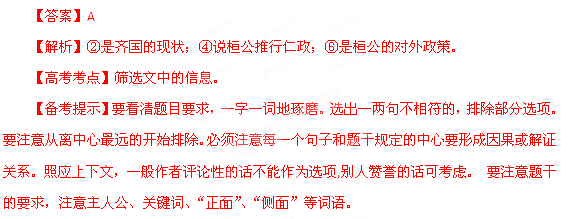 【答案】A
【解析】②是齐国的现状；④说桓公推行仁政；⑥是桓公的对外政策。
【高考考点】筛选文中的信息。
【备考提示】要看清题目要求，一字一词地琢磨。选出一两句不相符的，排除部分选项。
要注意从离中心最远的开始排除。必须注意每一个句子和题干规定的中心要形成因果或解证
关系。照应上下文，一般作者评论性的话不能作为选项,别人赞誉的话可考虑。 要注意题干
的要求，注意主人公、关键词、“正面”、“侧面”等词语。